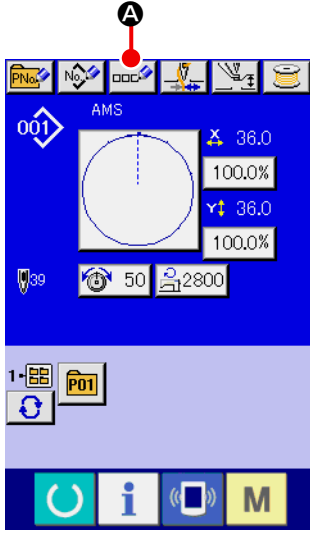 A
PNo. No.
001
AMS
X 36.0
100.0%
Y 36.0
100.0%
39 50 2800
1-
P01
i M